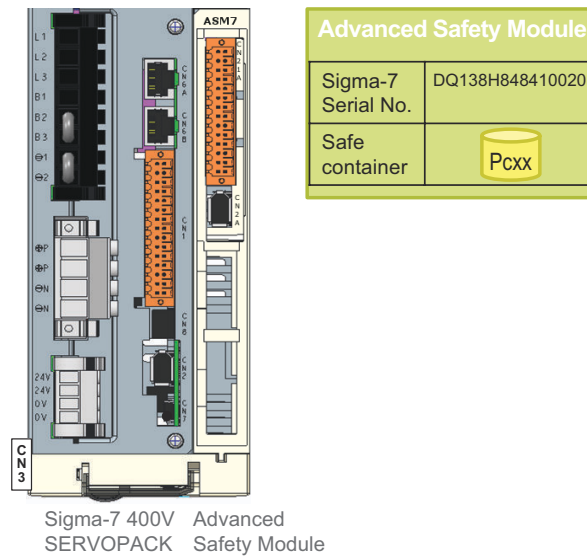 ASM7
L1
L2
L3
B1
B2
B3
⊖1
⊖2
⊕P
⊕P
⊖N
⊖N
24V
24V
0V
0V
CN6A
CN6B
CN1
CN8
CN2
CN7
CN21A
CN2A
CN3
Sigma-7 400V
SERVOPACK
Advanced
Safety Module
Advanced Safety Module
Sigma-7
Serial No.
DQ138H848410020
Safe
container
Pcxx